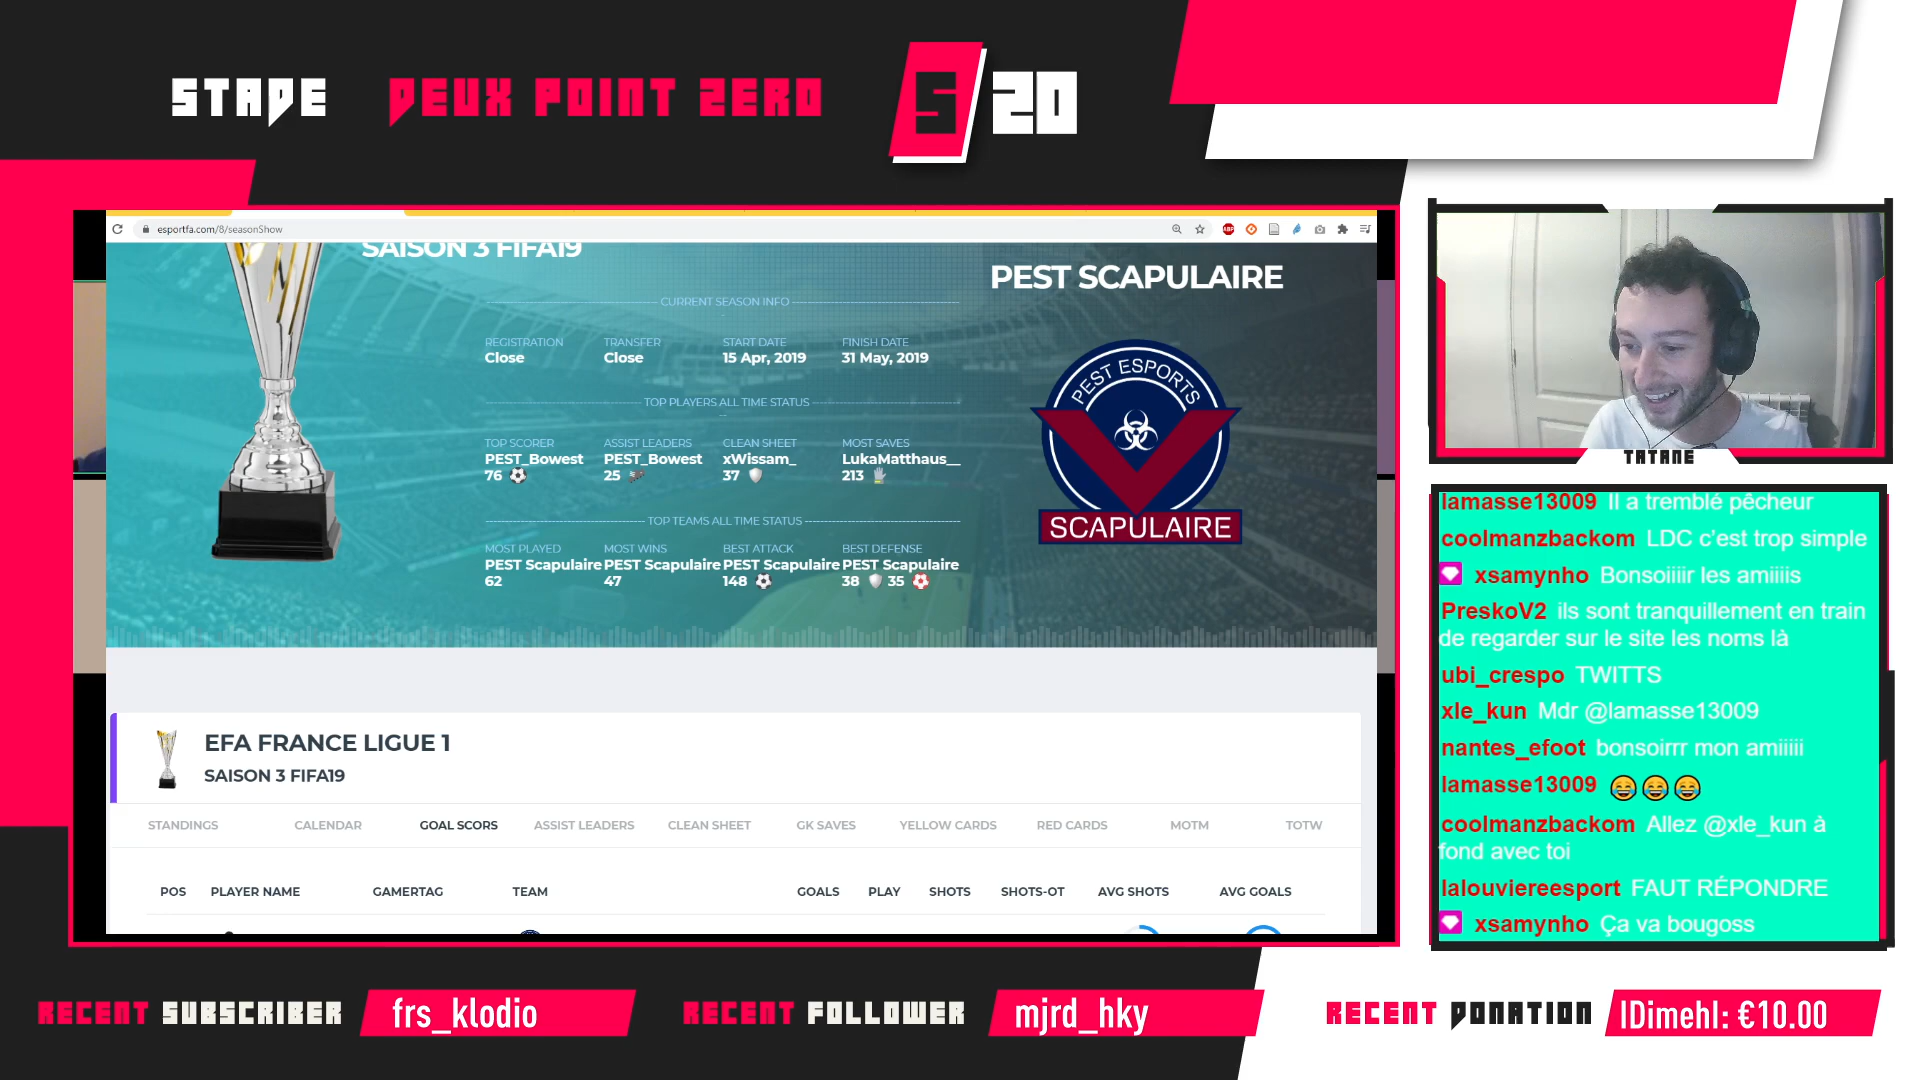 STADE DEUX POINT ZERO S/20
esportfa.com/8/seasonShow
ABP
SAISON 3 FIFA19
PEST SCAPULAIRE
CURRENT SEASON INFO
REGISTRATION TRANSFER START DATE FINISH DATE
Close Close 15 Apr, 2019 31 May, 2019
TOP PLAYERS ALL TIME STATUS
TOP SCORER ASSIST LEADERS CLEAN SHEET MOST SAVES
PEST_Bowest PEST_Bowest xWissam_ LukaMatthaus__
76 25 37 213
TOP TEAMS ALL TIME STATUS
MOST PLAYED MOST WINS BEST ATTACK BEST DEFENSE
PEST Scapulaire PEST Scapulaire PEST Scapulaire PEST Scapulaire
62 47 148 38 35
PEST ESPORTS
SCAPULAIRE
EFA FRANCE LIGUE 1
SAISON 3 FIFA19
STANDINGS CALENDAR GOAL SCORS ASSIST LEADERS CLEAN SHEET GK SAVES YELLOW CARDS RED CARDS MOTM TOTW
POS PLAYER NAME GAMERTAG TEAM GOALS PLAY SHOTS SHOTS-OT AVG SHOTS AVG GOALS
TATANE
lamasse13009 Il a tremblé pêcheur
coolmanzbackom LDC c'est trop simple
xsamynho Bonsoiiiir les amiiiis
PreskoV2 ils sont tranquillement en train
de regarder sur le site les noms là
ubi_crespo TWITTS
xle_kun Mdr @lamasse13009
nantes_efoot bonsoirrr mon amiiiii
lamasse13009 😂😂😂
coolmanzbackom Allez @xle_kun à
fond avec toi
lalouviereesport FAUT RÉPONDRE
xsamynho Ça va bougoss
RECENT SUBSCRIBER frs_klodio
RECENT FOLLOWER mjrd_hky
RECENT DONATION IDimehI: €10.00